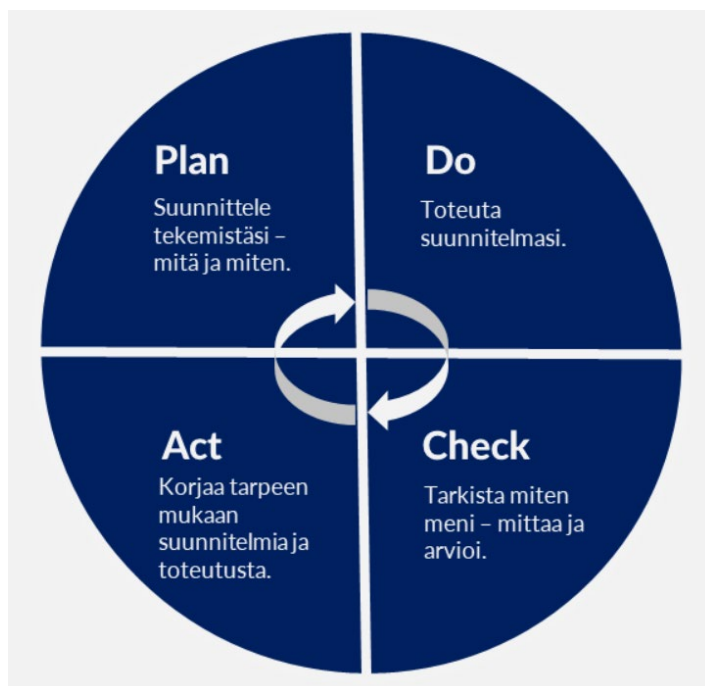 Plan
Suunnittele
tekemistäsi –
mitä ja miten.
Do
Toteuta
suunnitelmasi.
Act
Korjaa tarpeen
mukaan
suunnitelmia ja
toteutusta.
Check
Tarkista miten
meni – mittaa ja
arvioi.